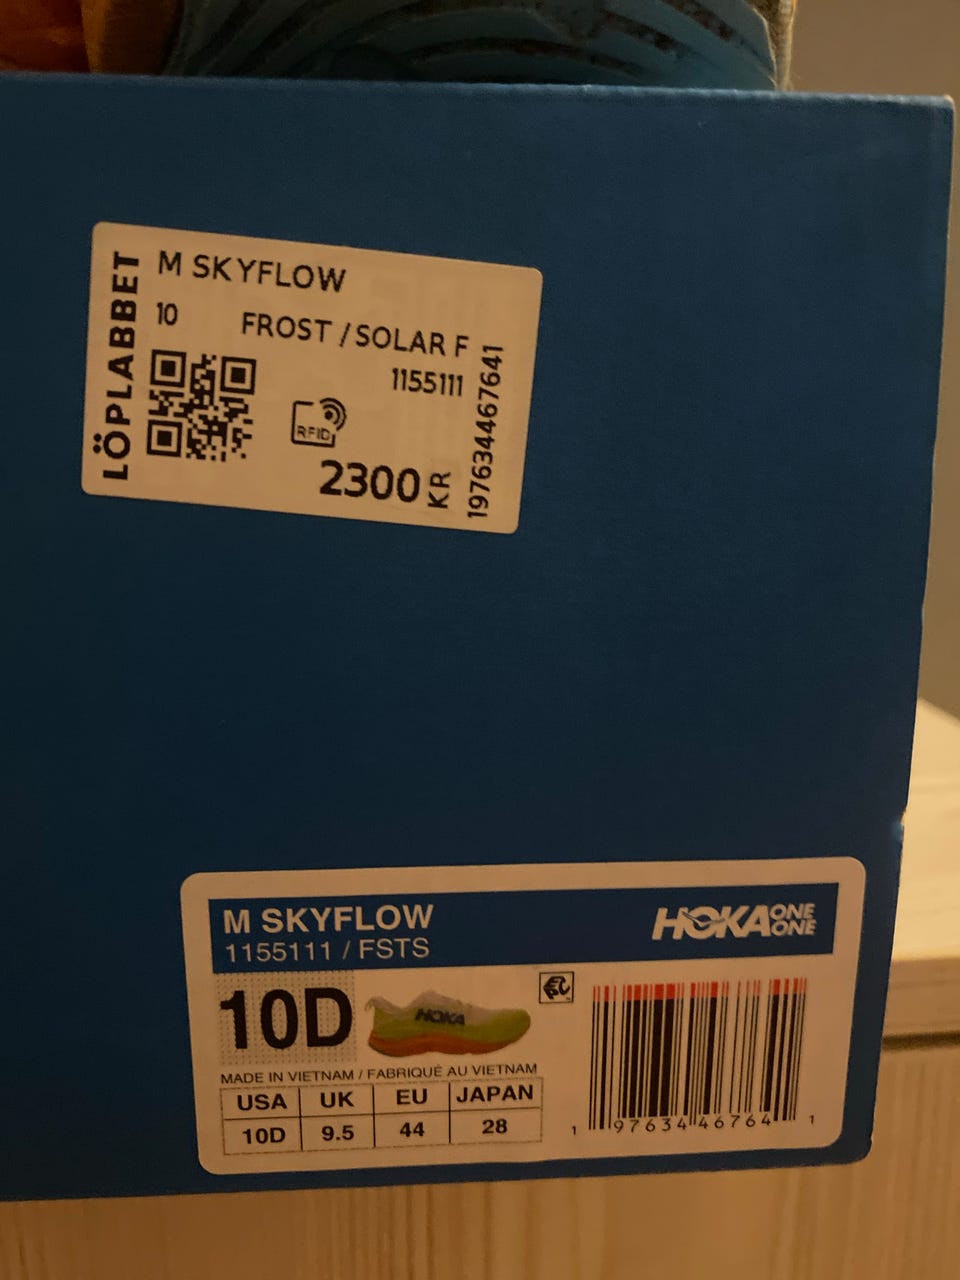 LÖPLABBET
M SKYFLOW
10 FROST / SOLAR F
1155111
RFID
2300 KR
197634467641
M SKYFLOW
1155111 / FSTS
HOKA ONE ONE
10D
HOKA
MADE IN VIETNAM / FABRIQUÉ AU VIETNAM
USA UK EU JAPAN
10D 9.5 44 28
1 97634 46764 1